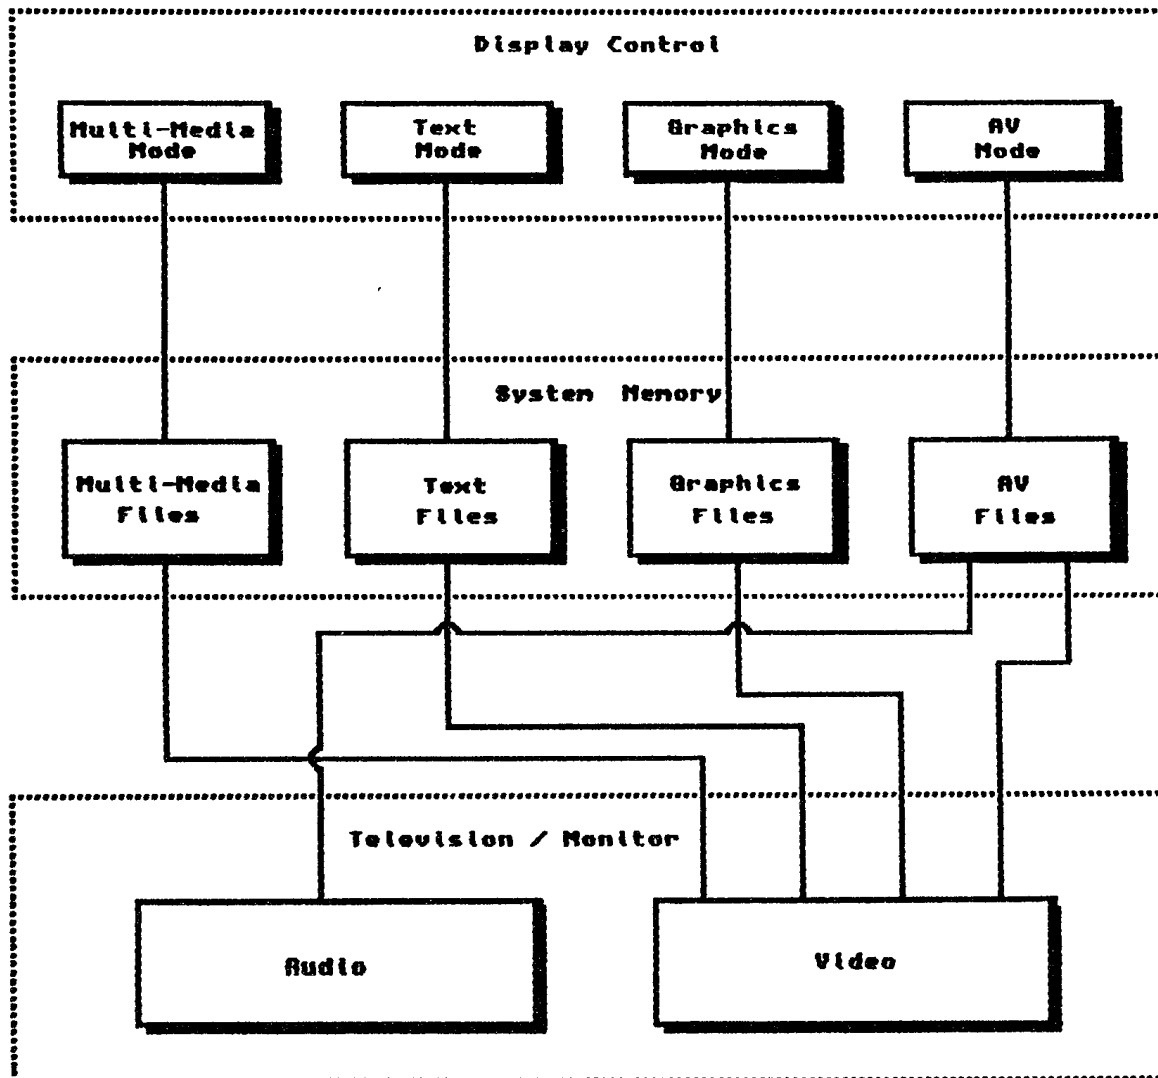 Display Control
Multi-Media
Mode
Text
Mode
Graphics
Mode
AV
Mode
System Memory
Multi-Media
Files
Text
Files
Graphics
Files
AV
Files
Television / Monitor
Audio
Video